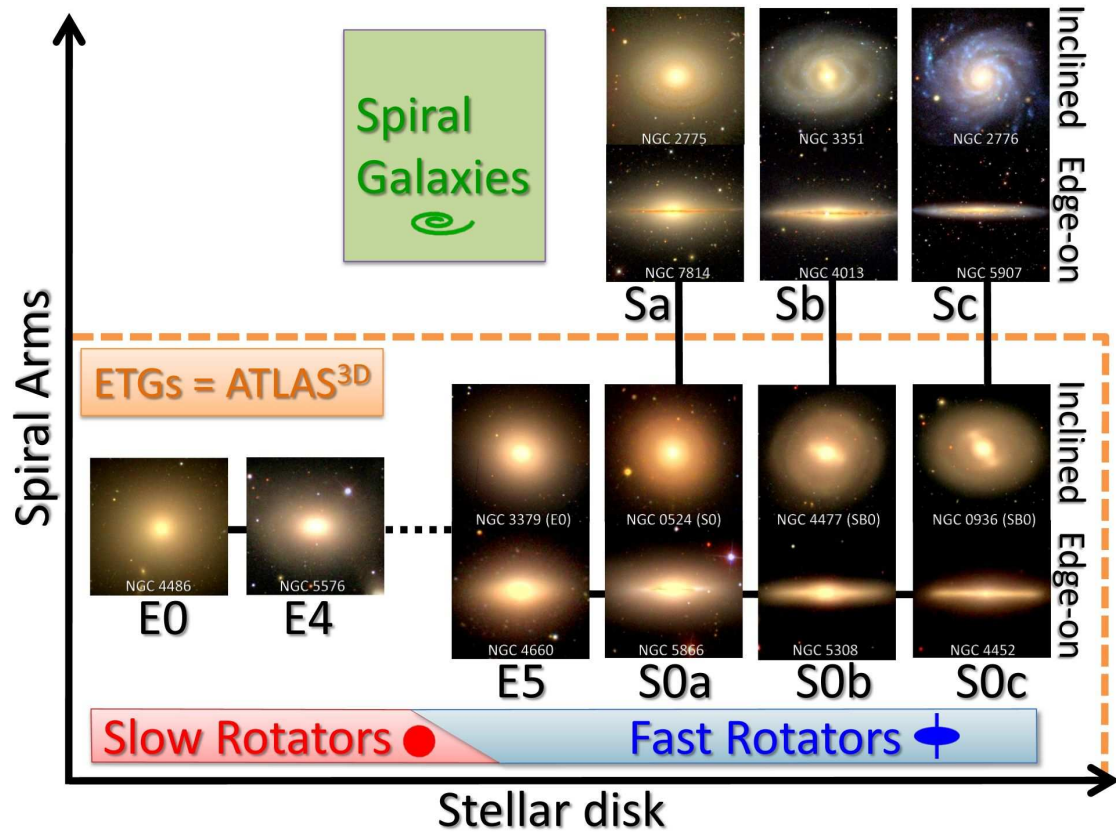 Spiral Arms
Spiral
Galaxies
NGC 2775
NGC 3351
NGC 2776
Inclined
NGC 7814
NGC 4013
NGC 5907
Edge-on
Sa
Sb
Sc
ETGs = ATLAS³ᴰ
NGC 4486
NGC 5576
E0
E4
NGC 3379 (E0)
NGC 0524 (S0)
NGC 4477 (SB0)
NGC 0936 (SB0)
Inclined
NGC 4660
NGC 5866
NGC 5308
NGC 4452
Edge-on
E5
S0a
S0b
S0c
Slow Rotators
Fast Rotators
Stellar disk